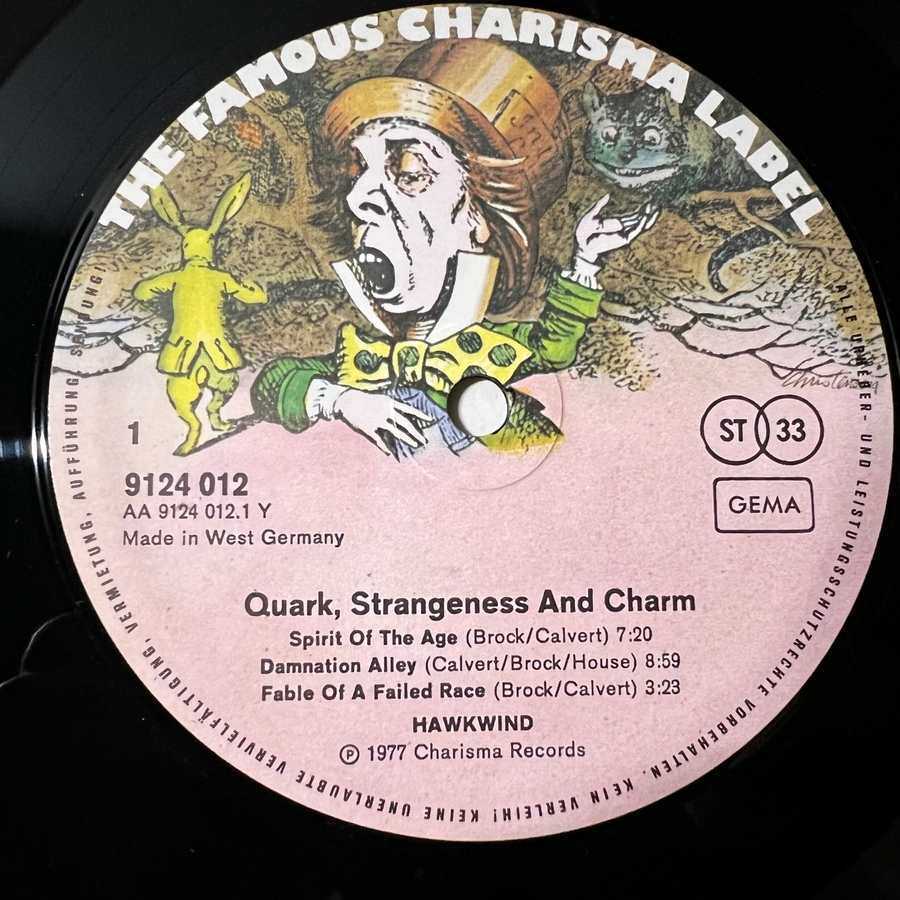 THE FAMOUS CHARISMA LABEL
1
ST 33
9124 012
AA 9124 012.1 Y
Made in West Germany
GEMA
Quark, Strangeness And Charm
Spirit Of The Age (Brock/Calvert) 7:20
Damnation Alley (Calvert/Brock/House) 8:59
Fable Of A Failed Race (Brock/Calvert) 3:23
HAWKWIND
℗ 1977 Charisma Records
ALLE URHEBER- UND LEISTUNGSSCHUTZRECHTE VORBEHALTEN. KEIN VERLEIH! KEINE UNERLAUBTE VERVIELFÄLTIGUNG, VERMIETUNG, AUFFÜHRUNG, SENDUNG!